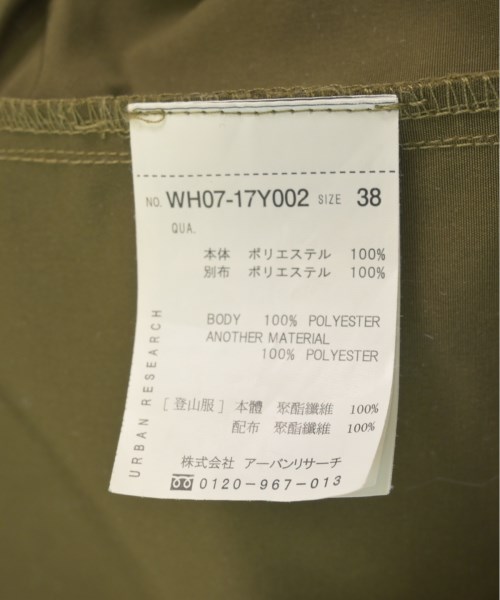 NO. WH07-17Y002 SIZE 38
QUA.
本体 ポリエステル 100%
別布 ポリエステル 100%
BODY 100% POLYESTER
ANOTHER MATERIAL
100% POLYESTER
[登山服] 本體 聚酯纖維 100%
配布 聚酯纖維 100%
株式会社 アーバンリサーチ
0120-967-013
URBAN RESEARCH